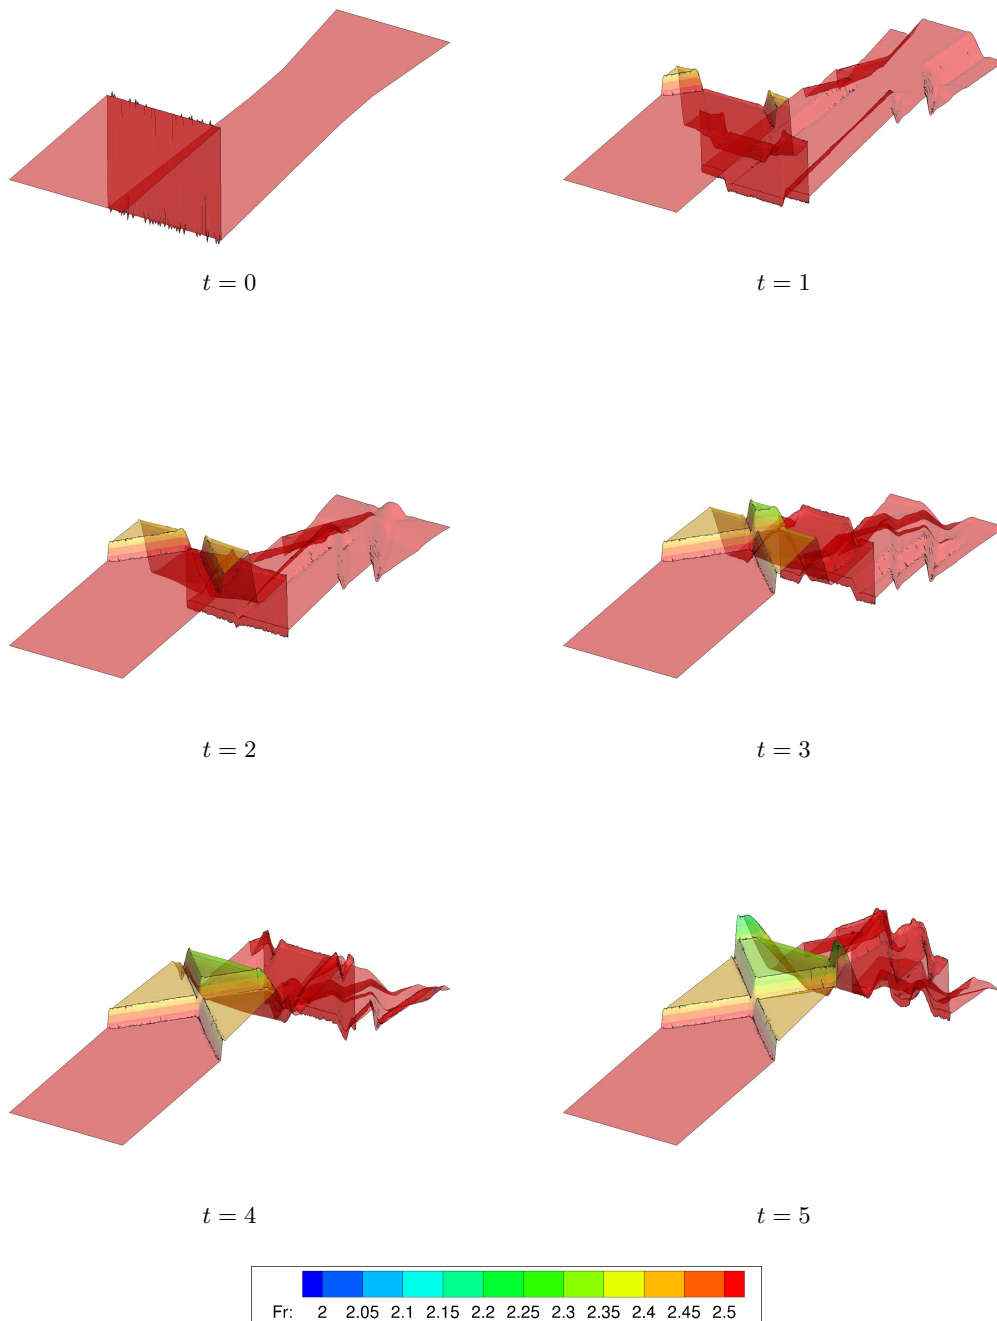 t = 0
t = 1
t = 2
t = 3
t = 4
t = 5
Fr: 2 2.05 2.1 2.15 2.2 2.25 2.3 2.35 2.4 2.45 2.5